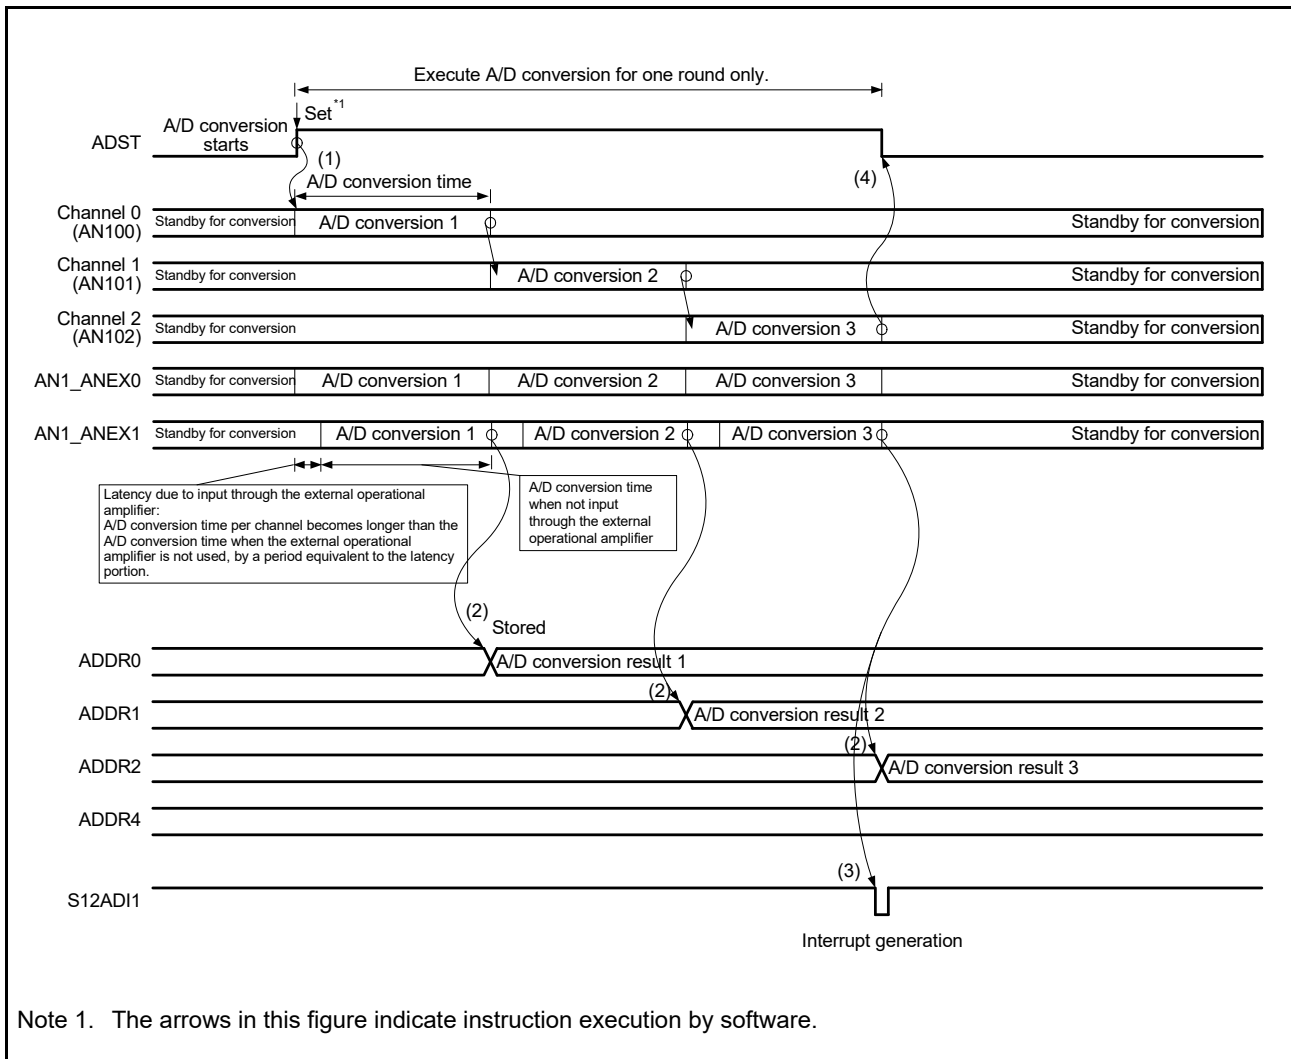 Execute A/D conversion for one round only.
Set*1
A/D conversion
starts
ADST
(1)
(4)
A/D conversion time
Channel 0
(AN100)
Standby for conversion
A/D conversion 1
Standby for conversion
Channel 1
(AN101)
Standby for conversion
A/D conversion 2
Standby for conversion
Channel 2
(AN102)
Standby for conversion
A/D conversion 3
Standby for conversion
AN1_ANEX0
Standby for conversion
A/D conversion 1
A/D conversion 2
A/D conversion 3
Standby for conversion
AN1_ANEX1
Standby for conversion
A/D conversion 1
A/D conversion 2
A/D conversion 3
Standby for conversion
Latency due to input through the external operational
amplifier:
A/D conversion time per channel becomes longer than the
A/D conversion time when the external operational
amplifier is not used, by a period equivalent to the latency
portion.
A/D conversion time
when not input
through the external
operational amplifier
(2)
Stored
ADDR0
A/D conversion result 1
(2)
ADDR1
A/D conversion result 2
(2)
ADDR2
A/D conversion result 3
ADDR4
(3)
S12ADI1
Interrupt generation
Note 1. The arrows in this figure indicate instruction execution by software.